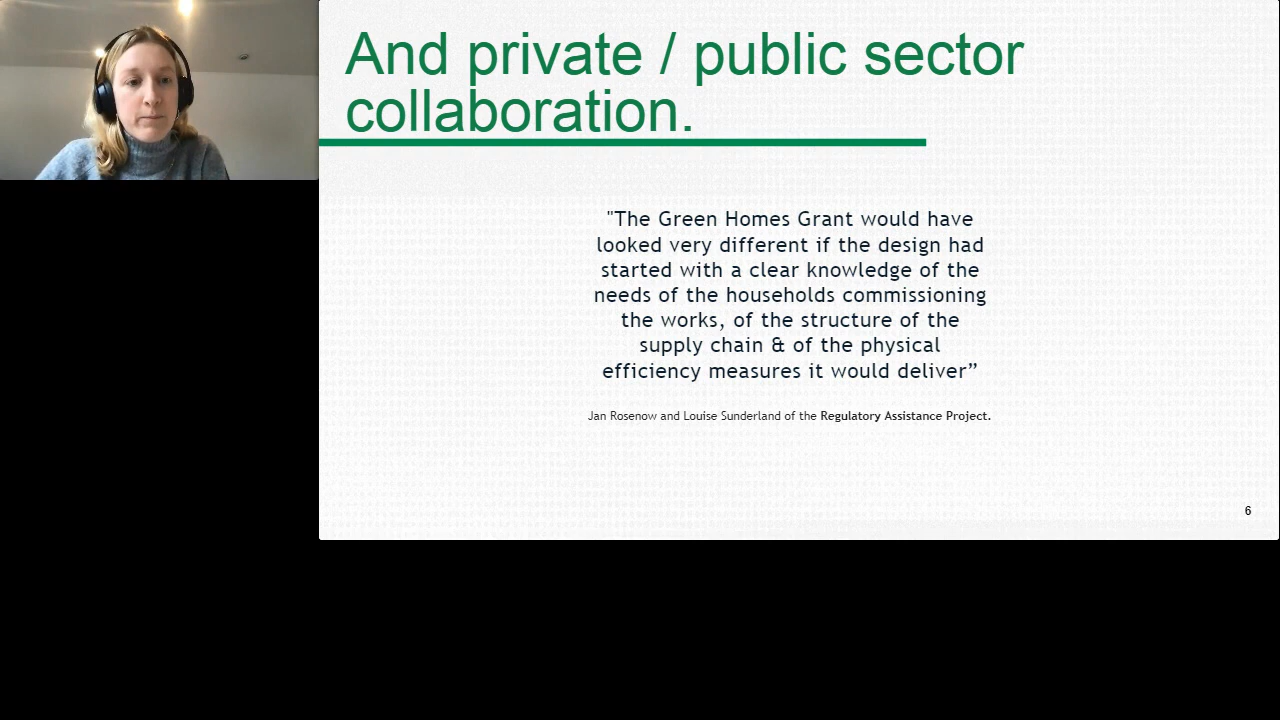 And private / public sector
collaboration.
"The Green Homes Grant would have
looked very different if the design had
started with a clear knowledge of the
needs of the households commissioning
the works, of the structure of the
supply chain & of the physical
efficiency measures it would deliver”
Jan Rosenow and Louise Sunderland of the Regulatory Assistance Project.
6